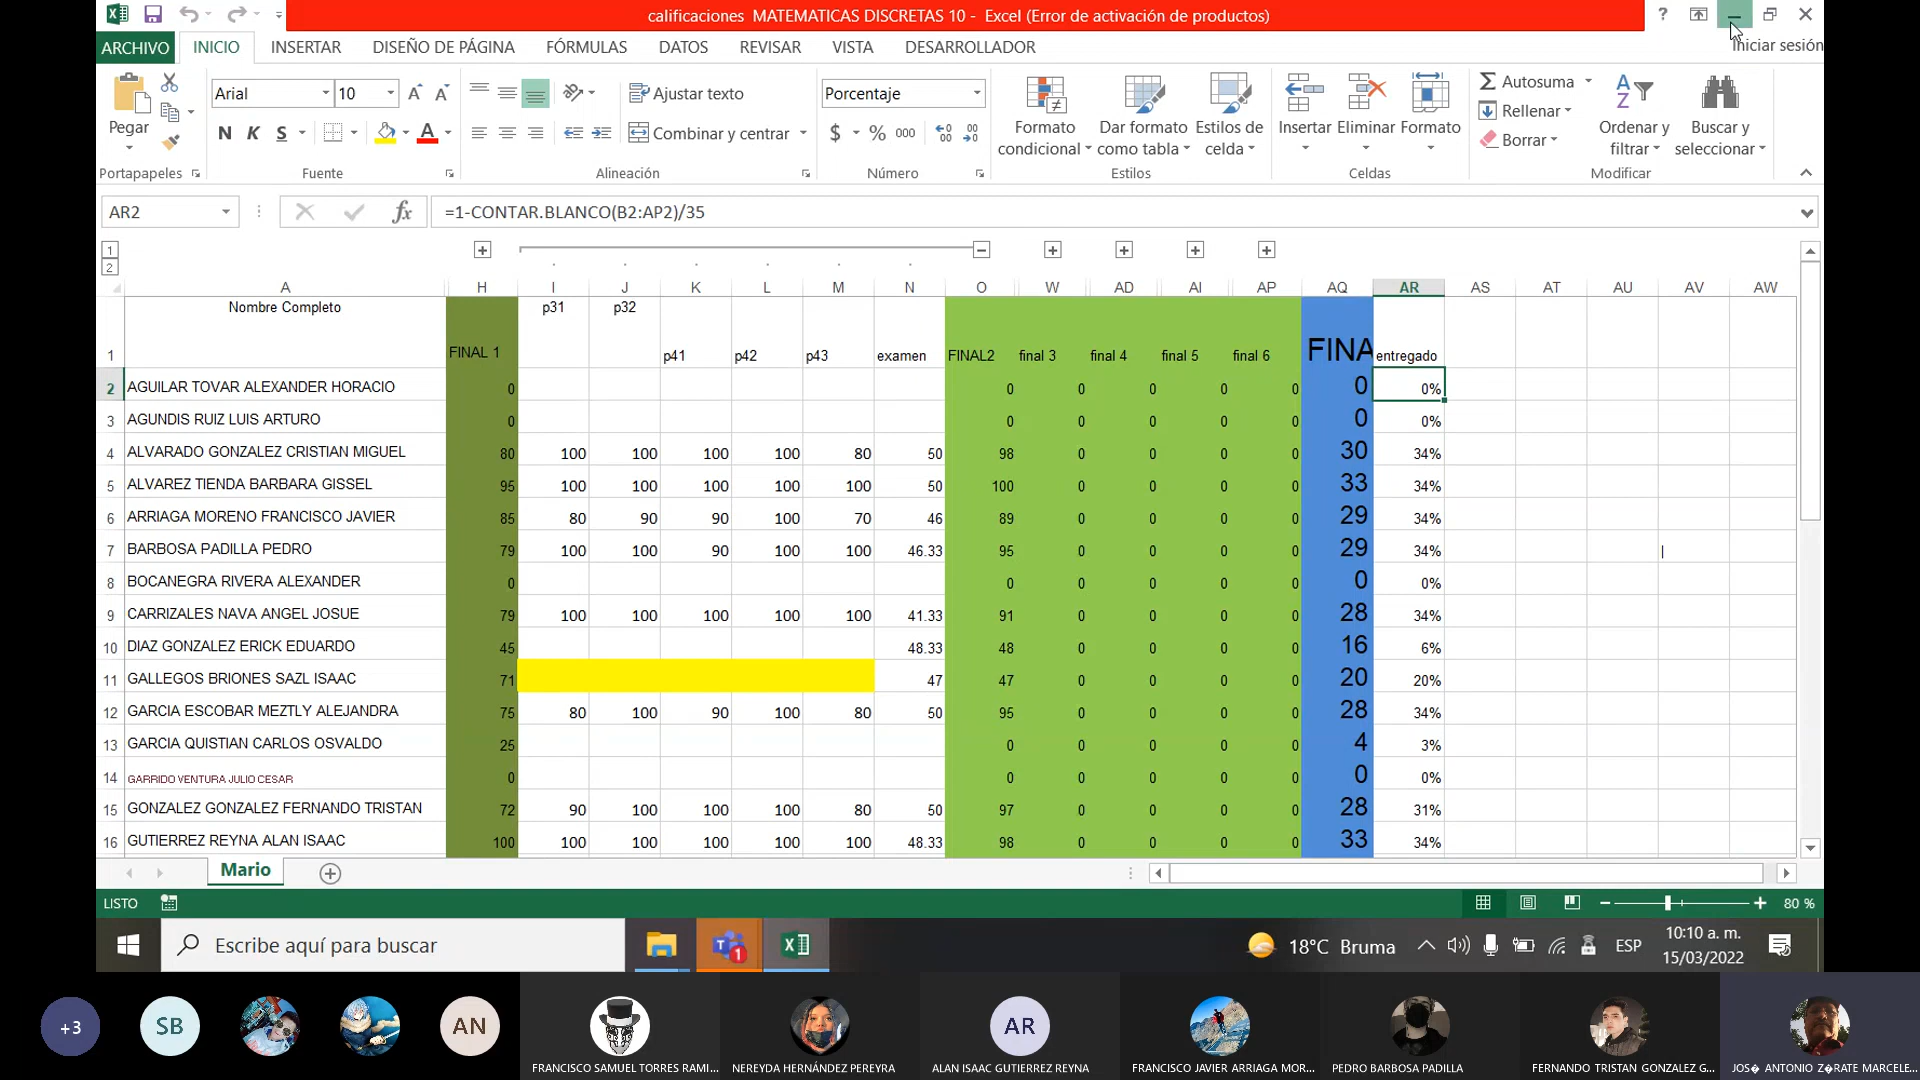 calificaciones MATEMATICAS DISCRETAS 10 - Excel (Error de activación de productos)
?
ARCHIVO INICIO INSERTAR DISEÑO DE PÁGINA FÓRMULAS DATOS REVISAR VISTA DESARROLLADOR Iniciar sesión
Pegar
Portapapeles
Arial 10 A A
N K S A
Fuente
Ajustar texto
Combinar y centrar
Alineación
Porcentaje
$ % 000
Número
Formato condicional
Dar formato como tabla
Estilos de celda
Estilos
Insertar Eliminar Formato
Celdas
Autosuma
Rellenar
Borrar
Ordenar y filtrar
Buscar y seleccionar
Modificar
AR2 fx =1-CONTAR.BLANCO(B2:AP2)/35
1
2
A H I J K L M N O W AD AI AP AQ AR AS AT AU AV AW
1 Nombre Completo FINAL 1 p31 p32 p41 p42 p43 examen FINAL2 final 3 final 4 final 5 final 6 FINA entregado
2 AGUILAR TOVAR ALEXANDER HORACIO 0 0 0 0 0 0 0 0%
3 AGUNDIS RUIZ LUIS ARTURO 0 0 0 0 0 0 0 0%
4 ALVARADO GONZALEZ CRISTIAN MIGUEL 80 100 100 100 100 80 50 98 0 0 0 0 30 34%
5 ALVAREZ TIENDA BARBARA GISSEL 95 100 100 100 100 100 50 100 0 0 0 0 33 34%
6 ARRIAGA MORENO FRANCISCO JAVIER 85 80 90 90 100 70 46 89 0 0 0 0 29 34%
7 BARBOSA PADILLA PEDRO 79 100 100 90 100 100 46.33 95 0 0 0 0 29 34%
8 BOCANEGRA RIVERA ALEXANDER 0 0 0 0 0 0 0 0%
9 CARRIZALES NAVA ANGEL JOSUE 79 100 100 100 100 100 41.33 91 0 0 0 0 28 34%
10 DIAZ GONZALEZ ERICK EDUARDO 45 48.33 48 0 0 0 0 16 6%
11 GALLEGOS BRIONES SAZL ISAAC 71 47 47 0 0 0 0 20 20%
12 GARCIA ESCOBAR MEZTLY ALEJANDRA 75 80 100 90 100 80 50 95 0 0 0 0 28 34%
13 GARCIA QUISTIAN CARLOS OSVALDO 25 0 0 0 0 0 4 3%
14 GARRIDO VENTURA JULIO CESAR 0 0 0 0 0 0 0 0%
15 GONZALEZ GONZALEZ FERNANDO TRISTAN 72 90 100 100 100 80 50 97 0 0 0 0 28 31%
16 GUTIERREZ REYNA ALAN ISAAC 100 100 100 100 100 100 48.33 98 0 0 0 0 33 34%
Mario
LISTO 80 %
Escribe aquí para buscar 1 18°C Bruma ESP 10:10 a. m.
15/03/2022
+3 SB AN AR
FRANCISCO SAMUEL TORRES RAMI... NEREYDA HERNÁNDEZ PEREYRA ALAN ISAAC GUTIERREZ REYNA FRANCISCO JAVIER ARRIAGA MOR... PEDRO BARBOSA PADILLA FERNANDO TRISTAN GONZALEZ G... JOS� ANTONIO Z�RATE MARCELE...